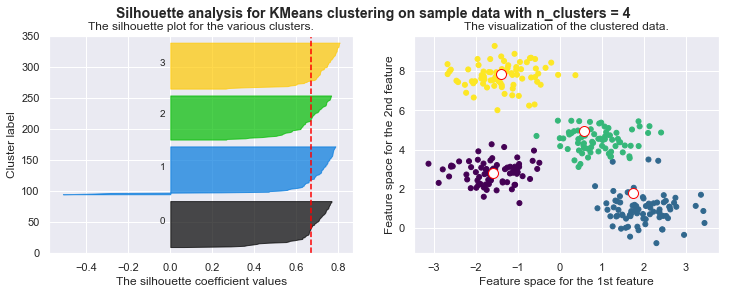 Silhouette analysis for KMeans clustering on sample data with n_clusters = 4
The silhouette plot for the various clusters.
350
300
250
200
150
100
50
0
Cluster label
3
2
1
0
−0.4 −0.2 0.0 0.2 0.4 0.6 0.8
The silhouette coefficient values
The visualization of the clustered data.
8
6
4
2
0
Feature space for the 2nd feature
−3 −2 −1 0 1 2 3
Feature space for the 1st feature